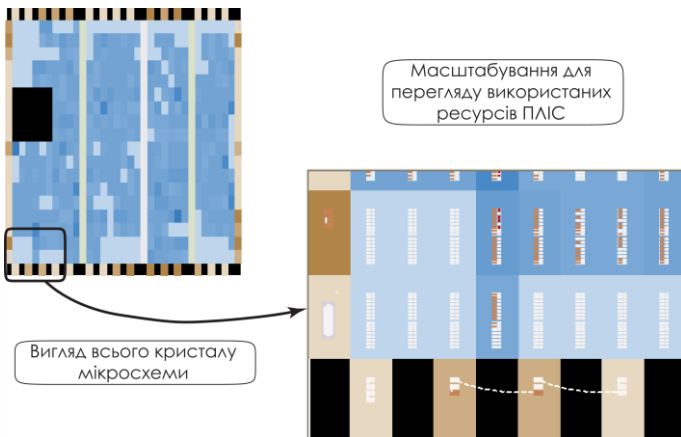 Масштабування для
перегляду використаних
ресурсів ПЛІС
Вигляд всього кристалу
мікросхеми